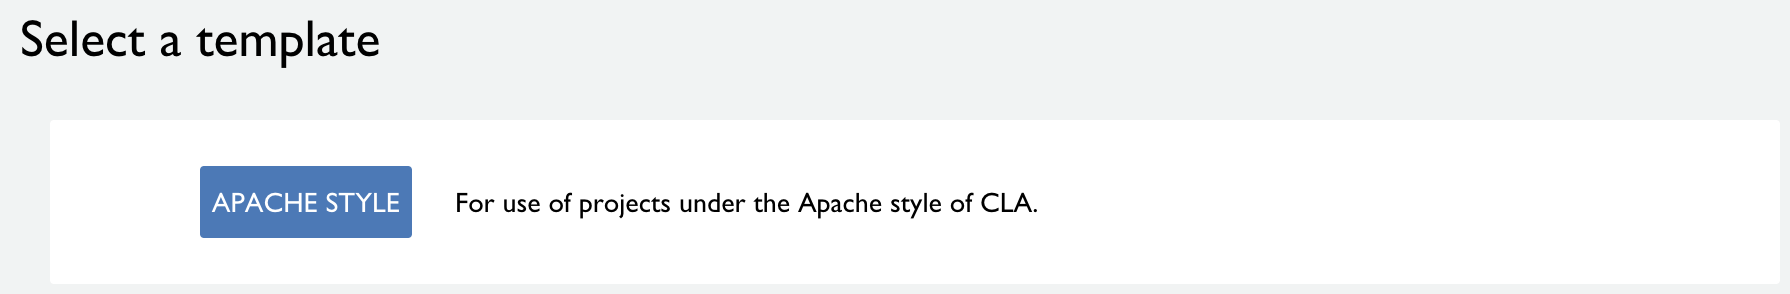 Select a template
APACHE STYLE
For use of projects under the Apache style of CLA.